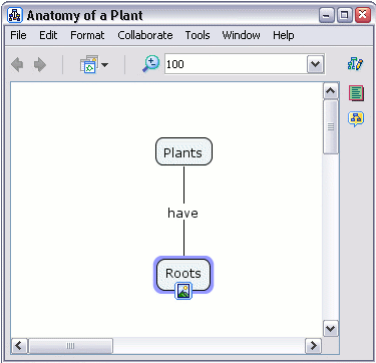 Anatomy of a Plant
File Edit Format Collaborate Tools Window Help
100
Plants
have
Roots